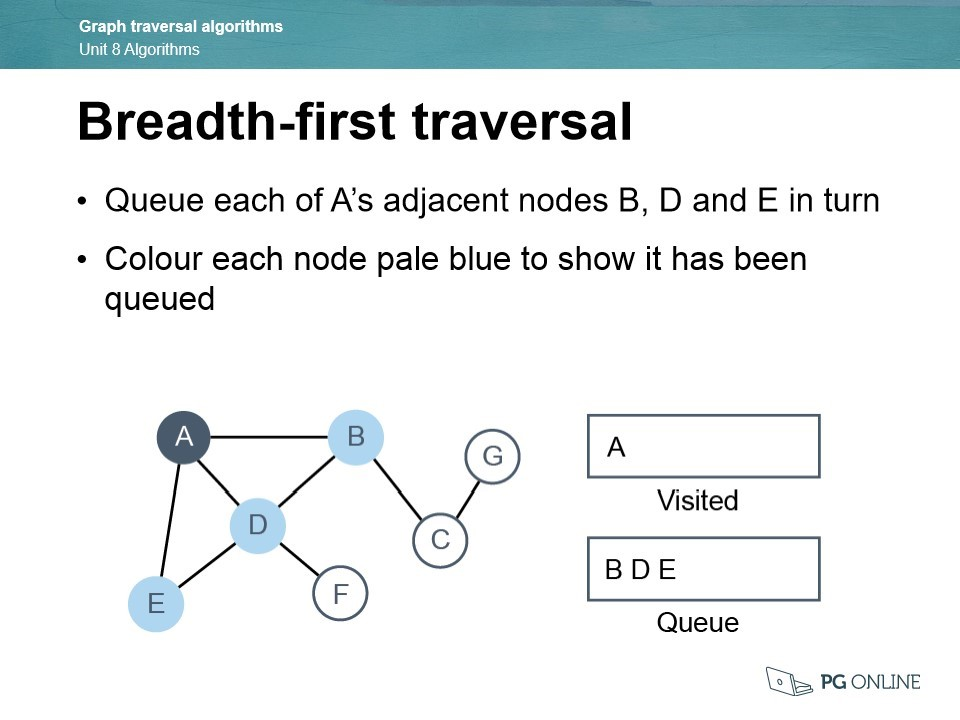 Graph traversal algorithms
Unit 8 Algorithms
Breadth-first traversal
• Queue each of A’s adjacent nodes B, D and E in turn
• Colour each node pale blue to show it has been
queued
A
B
G
D
C
E
F
A
Visited
B D E
Queue
PG ONLINE